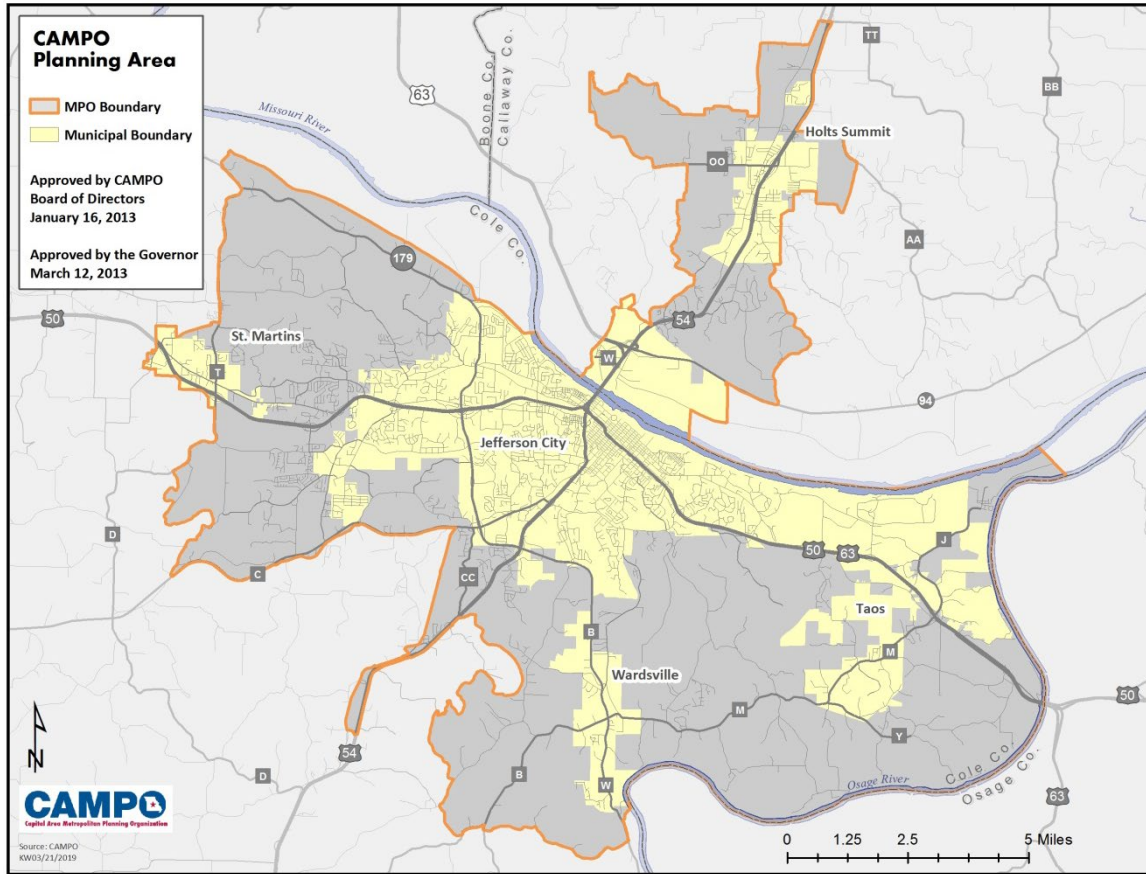 CAMPO
Planning Area
MPO Boundary
Municipal Boundary
Approved by CAMPO
Board of Directors
January 16, 2013
Approved by the Governor
March 12, 2013
TT
BB
63
Boone Co.
Callaway Co.
Missouri River
Holts Summit
OO
Cole Co.
AA
179
50
54
St. Martins
T
W
94
Jefferson City
D
50
63
J
C
CC
Taos
B
M
Wardsville
M
50
Y
54
D
B
W
Osage River
Cole Co.
Osage Co.
63
N
CAMPO
Capital Area Metropolitan Planning Organization
Source: CAMPO
KW03/21/2019
0 1.25 2.5 5 Miles